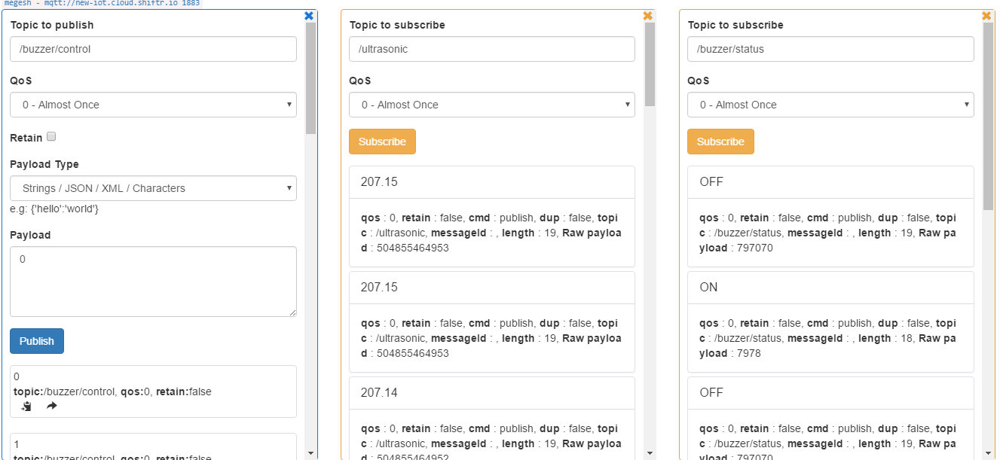 megesh - mqtt://new-iot.cloud.shiftr.io 1883
Topic to publish
/buzzer/control
QoS
0 - Almost Once
Retain
Payload Type
Strings / JSON / XML / Characters
e.g: {'hello':'world'}
Payload
0
Publish
0
topic:/buzzer/control, qos:0, retain:false
1
topic:/buzzer/control, qos:0, retain:false
Topic to subscribe
/ultrasonic
QoS
0 - Almost Once
Subscribe
207.15
qos : 0, retain : false, cmd : publish, dup : false, topi
c : /ultrasonic, messageId : , length : 19, Raw payloa
d : 504855464953
207.15
qos : 0, retain : false, cmd : publish, dup : false, topi
c : /ultrasonic, messageId : , length : 19, Raw payloa
d : 504855464953
207.14
qos : 0, retain : false, cmd : publish, dup : false, topi
c : /ultrasonic, messageId : , length : 19, Raw payloa
d : 504855464952
Topic to subscribe
/buzzer/status
QoS
0 - Almost Once
Subscribe
OFF
qos : 0, retain : false, cmd : publish, dup : false, topi
c : /buzzer/status, messageId : , length : 19, Raw pa
yload : 797070
ON
qos : 0, retain : false, cmd : publish, dup : false, topi
c : /buzzer/status, messageId : , length : 18, Raw pa
yload : 7978
OFF
qos : 0, retain : false, cmd : publish, dup : false, topi
c : /buzzer/status, messageId : , length : 19, Raw pa
yload : 797070